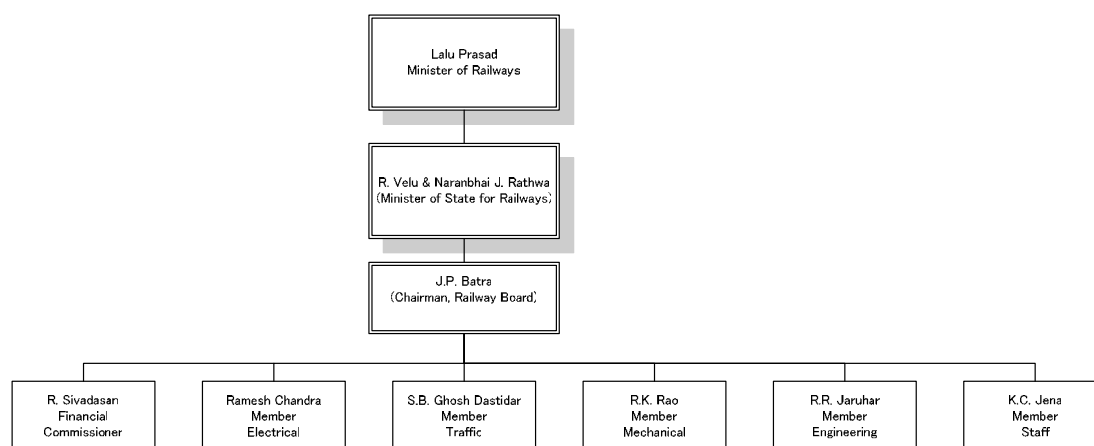 Lalu Prasad
Minister of Railways
R. Velu & Naranbhai J. Rathwa
(Minister of State for Railways)
J.P. Batra
(Chairman, Railway Board)
R. Sivadasan
Financial
Commissioner
Ramesh Chandra
Member
Electrical
S.B. Ghosh Dastidar
Member
Traffic
R.K. Rao
Member
Mechanical
R.R. Jaruhar
Member
Engineering
K.C. Jena
Member
Staff